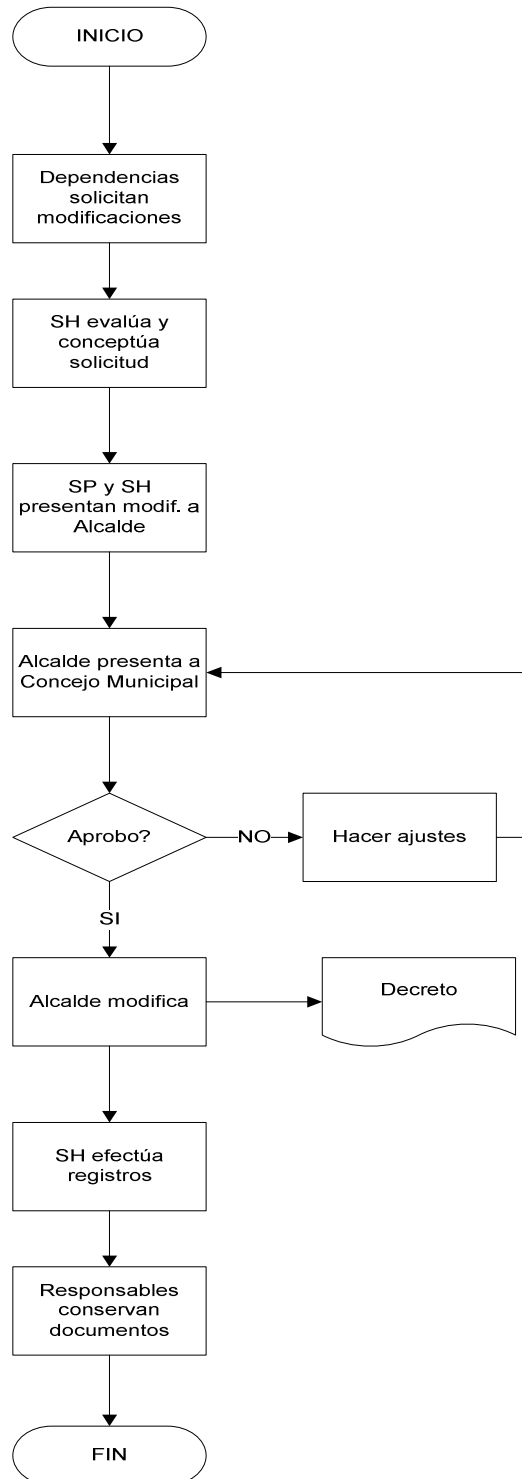 INICIO
Dependencias
solicitan
modificaciones
SH evalúa y
conceptúa
solicitud
SP y SH
presentan modif. a
Alcalde
Alcalde presenta a
Concejo Municipal
Aprobo?
NO
Hacer ajustes
SI
Alcalde modifica
Decreto
SH efectúa
registros
Responsables
conservan
documentos
FIN